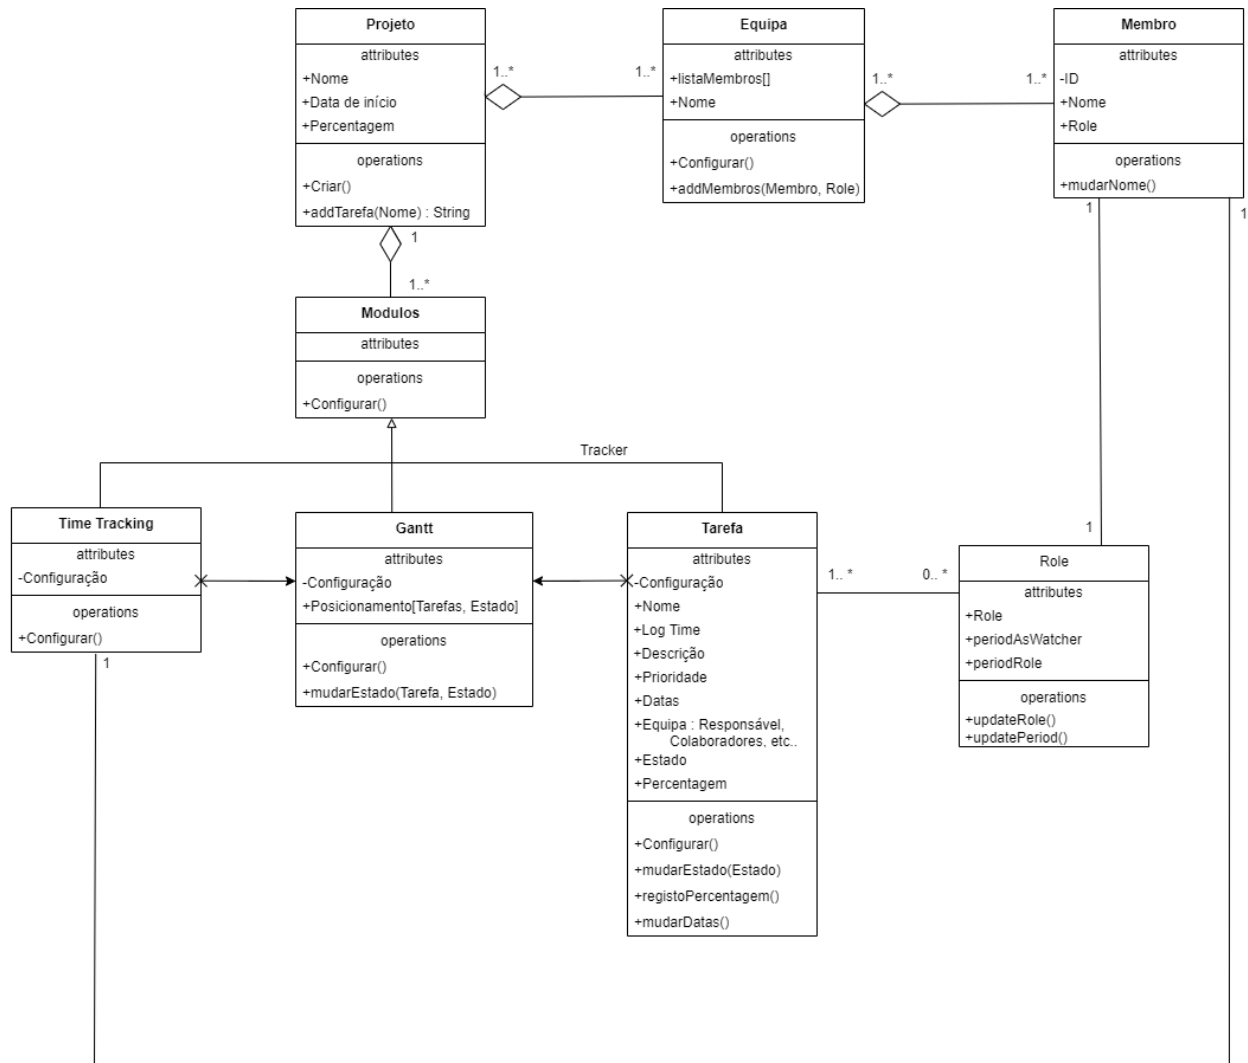 Projeto
attributes
+Nome
+Data de início
+Percentagem
operations
+Criar()
+addTarefa(Nome) : String
1..*
1..*
Equipa
attributes
+listaMembros[]
+Nome
operations
+Configurar()
+addMembros(Membro, Role)
1..*
1..*
Membro
attributes
-ID
+Nome
+Role
operations
+mudarNome()
1
1
1
1..*
Modulos
attributes
operations
+Configurar()
Tracker
Time Tracking
attributes
-Configuração
operations
+Configurar()
1
Gantt
attributes
-Configuração
+Posicionamento[Tarefas, Estado]
operations
+Configurar()
+mudarEstado(Tarefa, Estado)
Tarefa
attributes
-Configuração
+Nome
+Log Time
+Descrição
+Prioridade
+Datas
+Equipa : Responsável,
Colaboradores, etc..
+Estado
+Percentagem
operations
+Configurar()
+mudarEstado(Estado)
+registoPercentagem()
+mudarDatas()
1.. *
0.. *
1
Role
attributes
+Role
+periodAsWatcher
+periodRole
operations
+updateRole()
+updatePeriod()